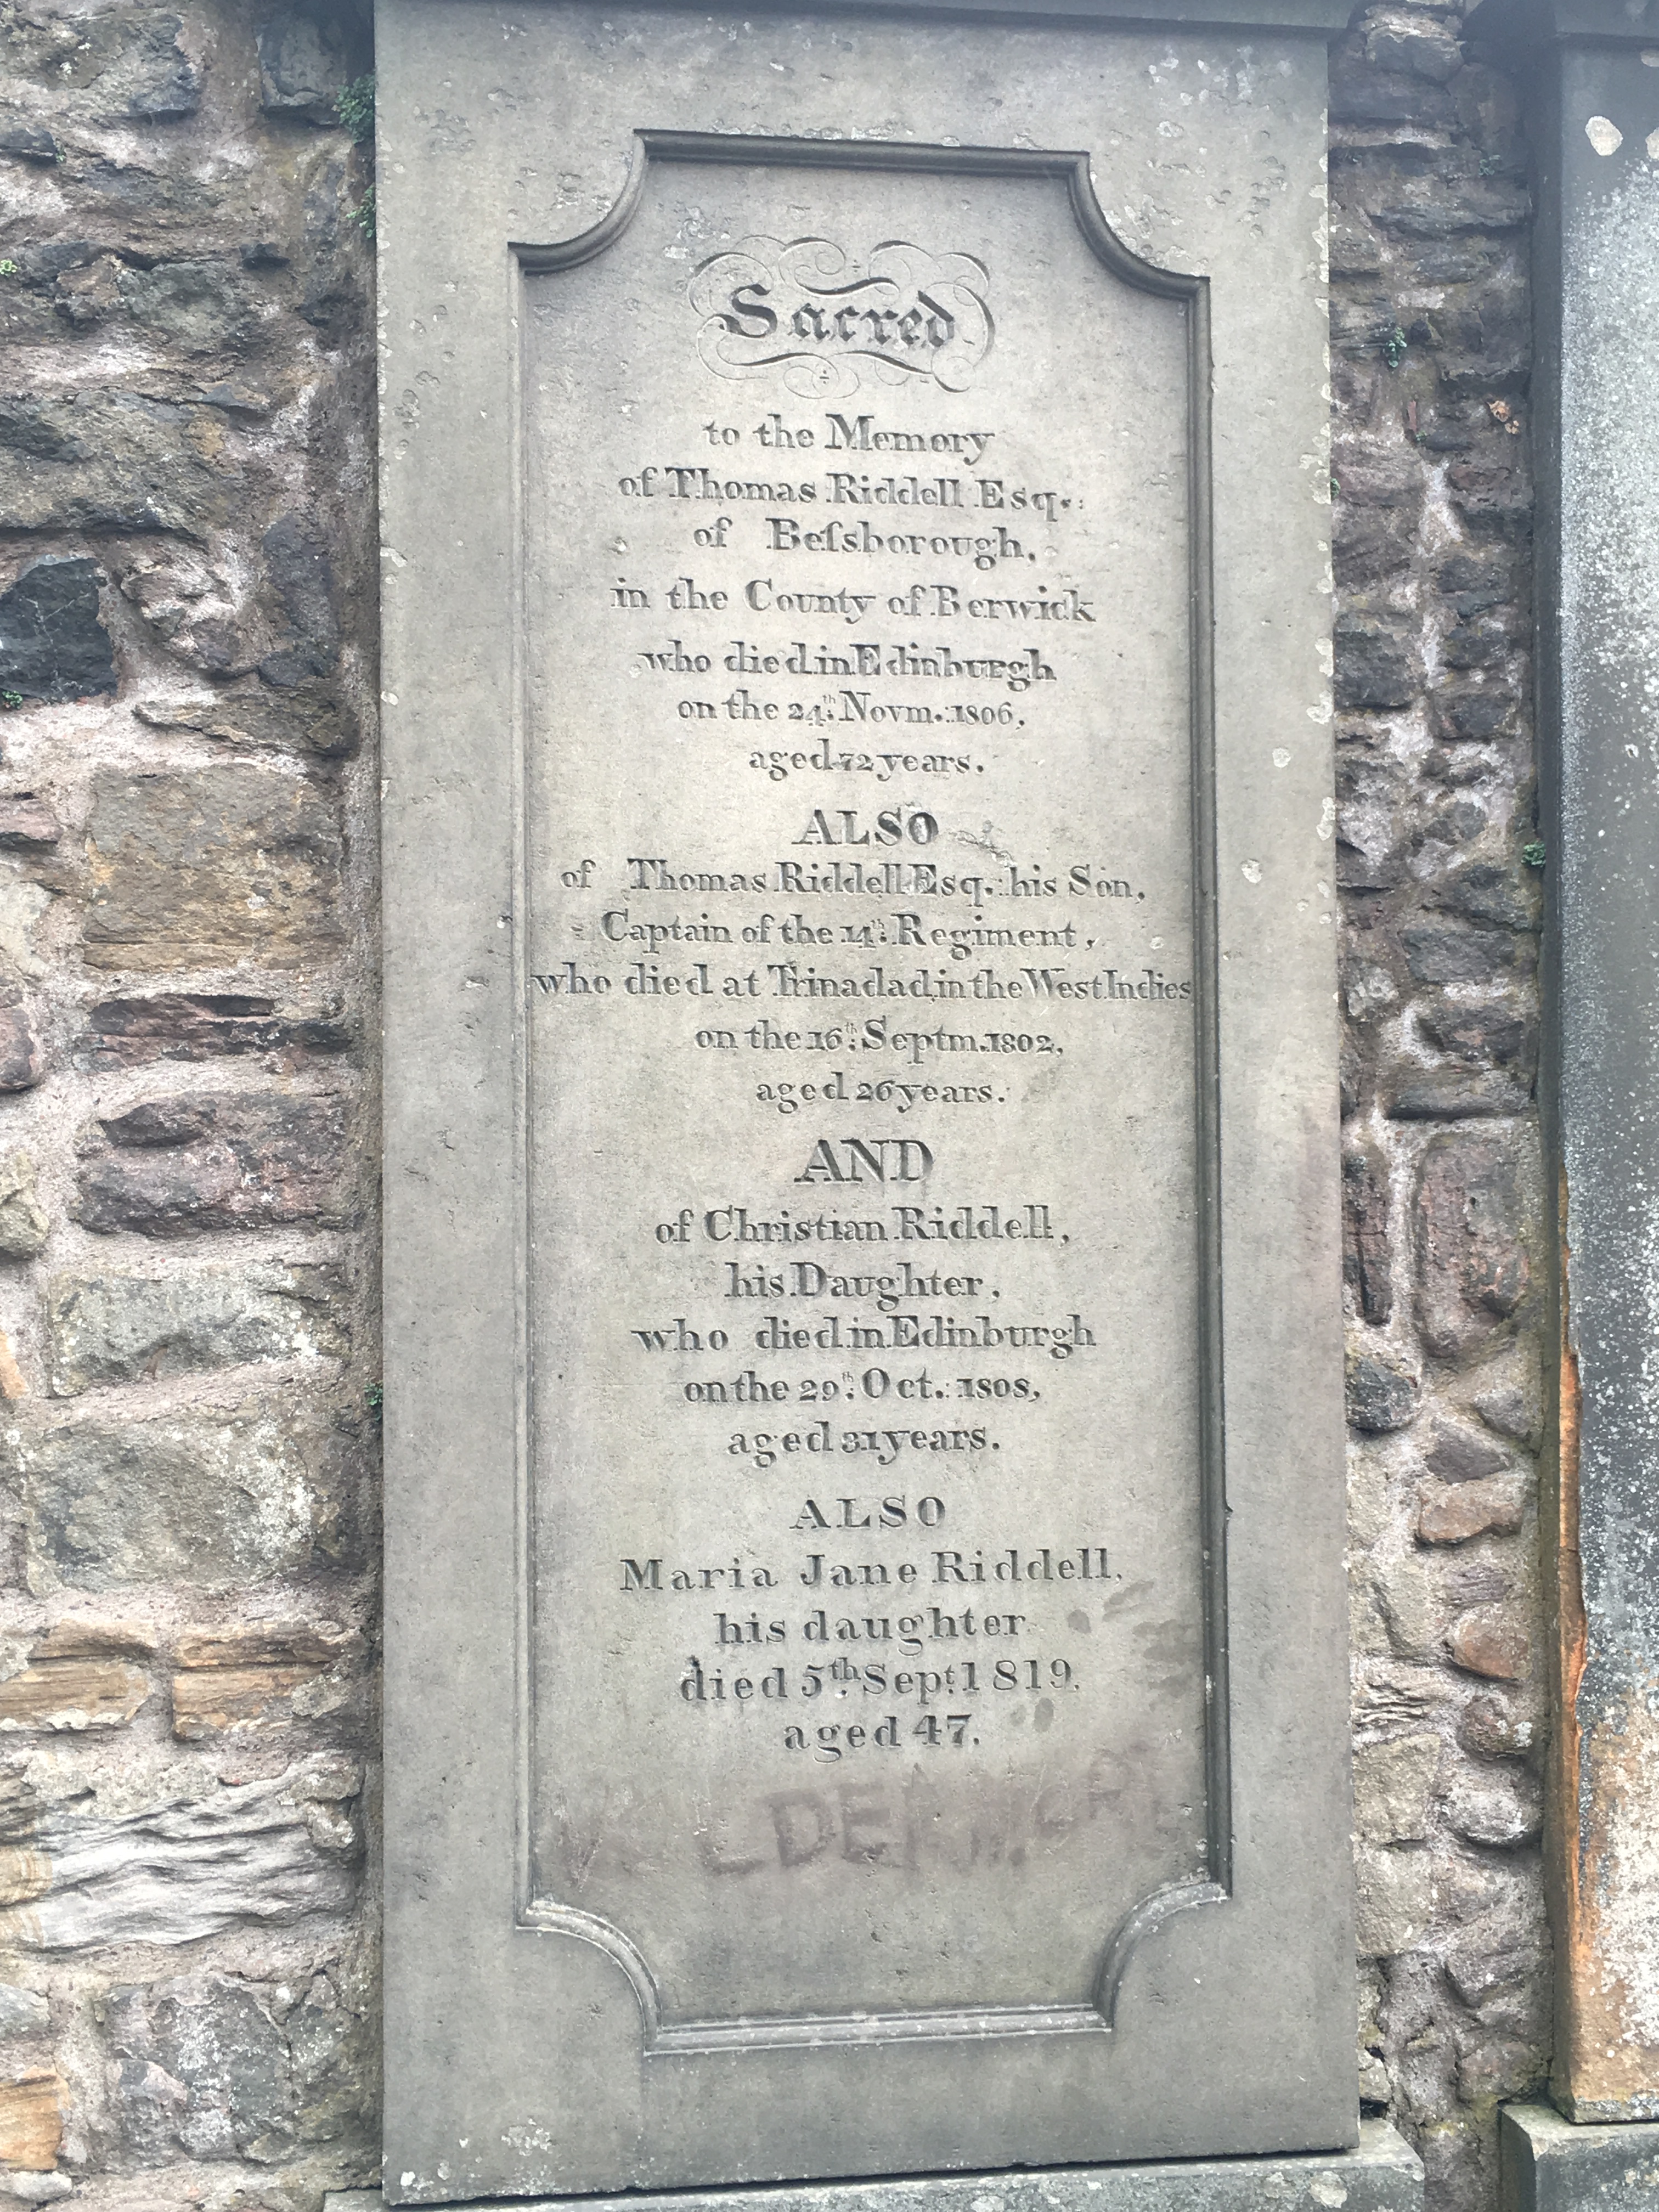 Sacred
to the Memory
of Thomas Riddell Esq.:
of Beſsborough,
in the County of Berwick
who died in Edinburgh
on the 24th. Novm.: 1806,
aged 72 years.
ALSO
of Thomas Riddell Esq.: his Son,
Captain of the 14th. Regiment,
who died at Trinadad in the West Indies
on the 16th. Septm. 1802,
aged 26 years.
AND
of Christian Riddell,
his Daughter,
who died in Edinburgh
on the 29th. Oct.: 1808,
aged 31 years.
ALSO
Maria Jane Riddell,
his daughter
died 5th. Sept. 1819,
aged 47.